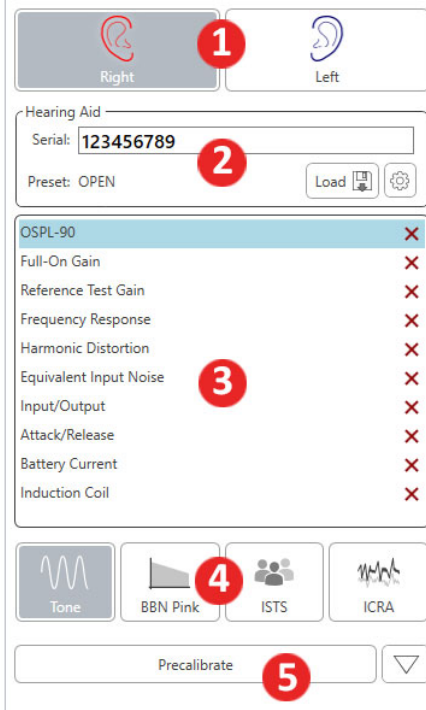 1
Right Left
Hearing Aid
Serial: 123456789
2
Preset: OPEN Load
OSPL-90
Full-On Gain
Reference Test Gain
Frequency Response
Harmonic Distortion
Equivalent Input Noise
3
Input/Output
Attack/Release
Battery Current
Induction Coil
4
Tone BBN Pink ISTS ICRA
Precalibrate
5